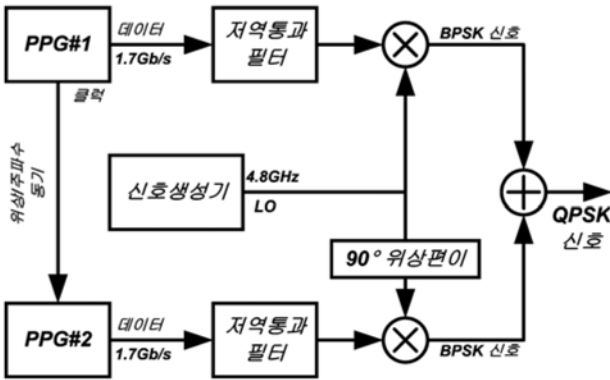 PPG#1
데이터
1.7Gb/s
클럭
저역통과
필터
BPSK 신호
위상/주파수
동기
신호생성기
4.8GHz
LO
QPSK
신호
90° 위상편이
PPG#2
데이터
1.7Gb/s
저역통과
필터
BPSK 신호